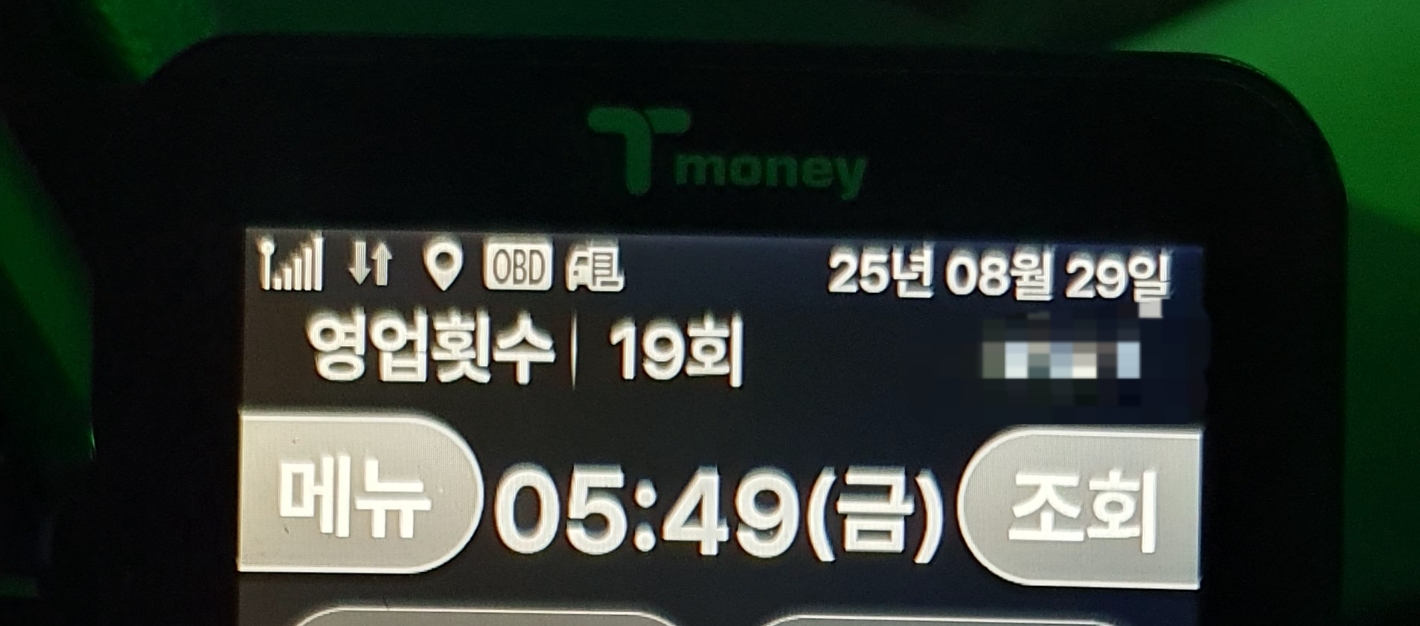 Tmoney
OBD 25년 08월 29일
영업횟수 19회
메뉴 05:49(금) 조회